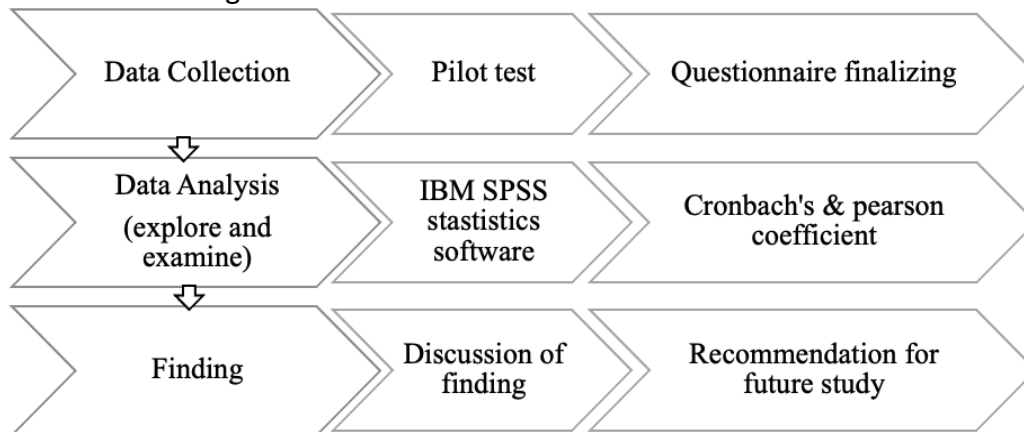 Data Collection
Pilot test
Questionnaire finalizing
Data Analysis
(explore and
examine)
IBM SPSS
stastistics
software
Cronbach's & pearson
coefficient
Finding
Discussion of
finding
Recommendation for
future study